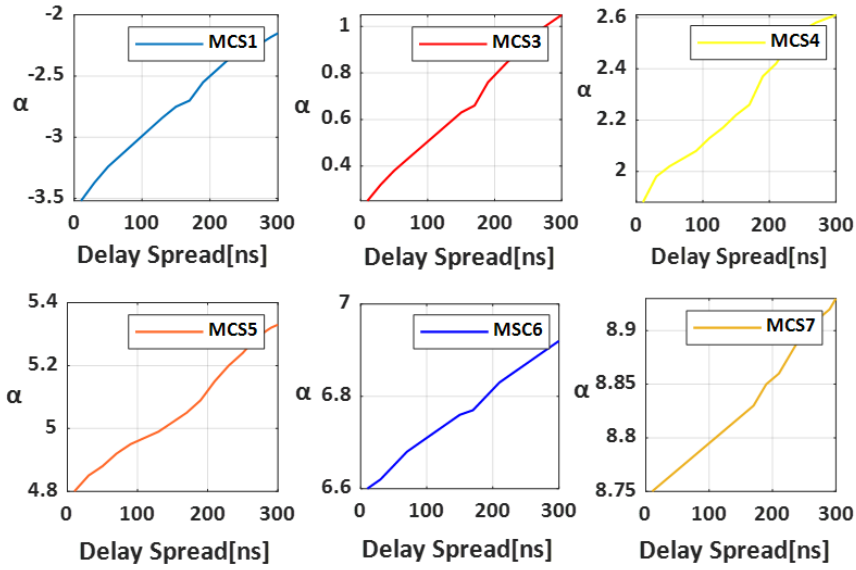 -2
-2.5
-3
-3.5
α
MCS1
0 100 200 300
Delay Spread[ns]
1
0.8
0.6
0.4
α
MCS3
0 100 200 300
Delay Spread[ns]
2.6
2.4
2.2
2
α
MCS4
0 100 200 300
Delay Spread[ns]
5.4
5.2
5
4.8
α
MCS5
0 100 200 300
Delay Spread[ns]
7
6.8
6.6
α
MSC6
0 100 200 300
Delay Spread[ns]
8.9
8.85
8.8
8.75
α
MCS7
0 100 200 300
Delay Spread[ns]